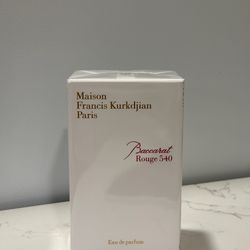 Maison
Francis Kurkdjian
Paris
Baccarat
Rouge 540
Eau de parfum